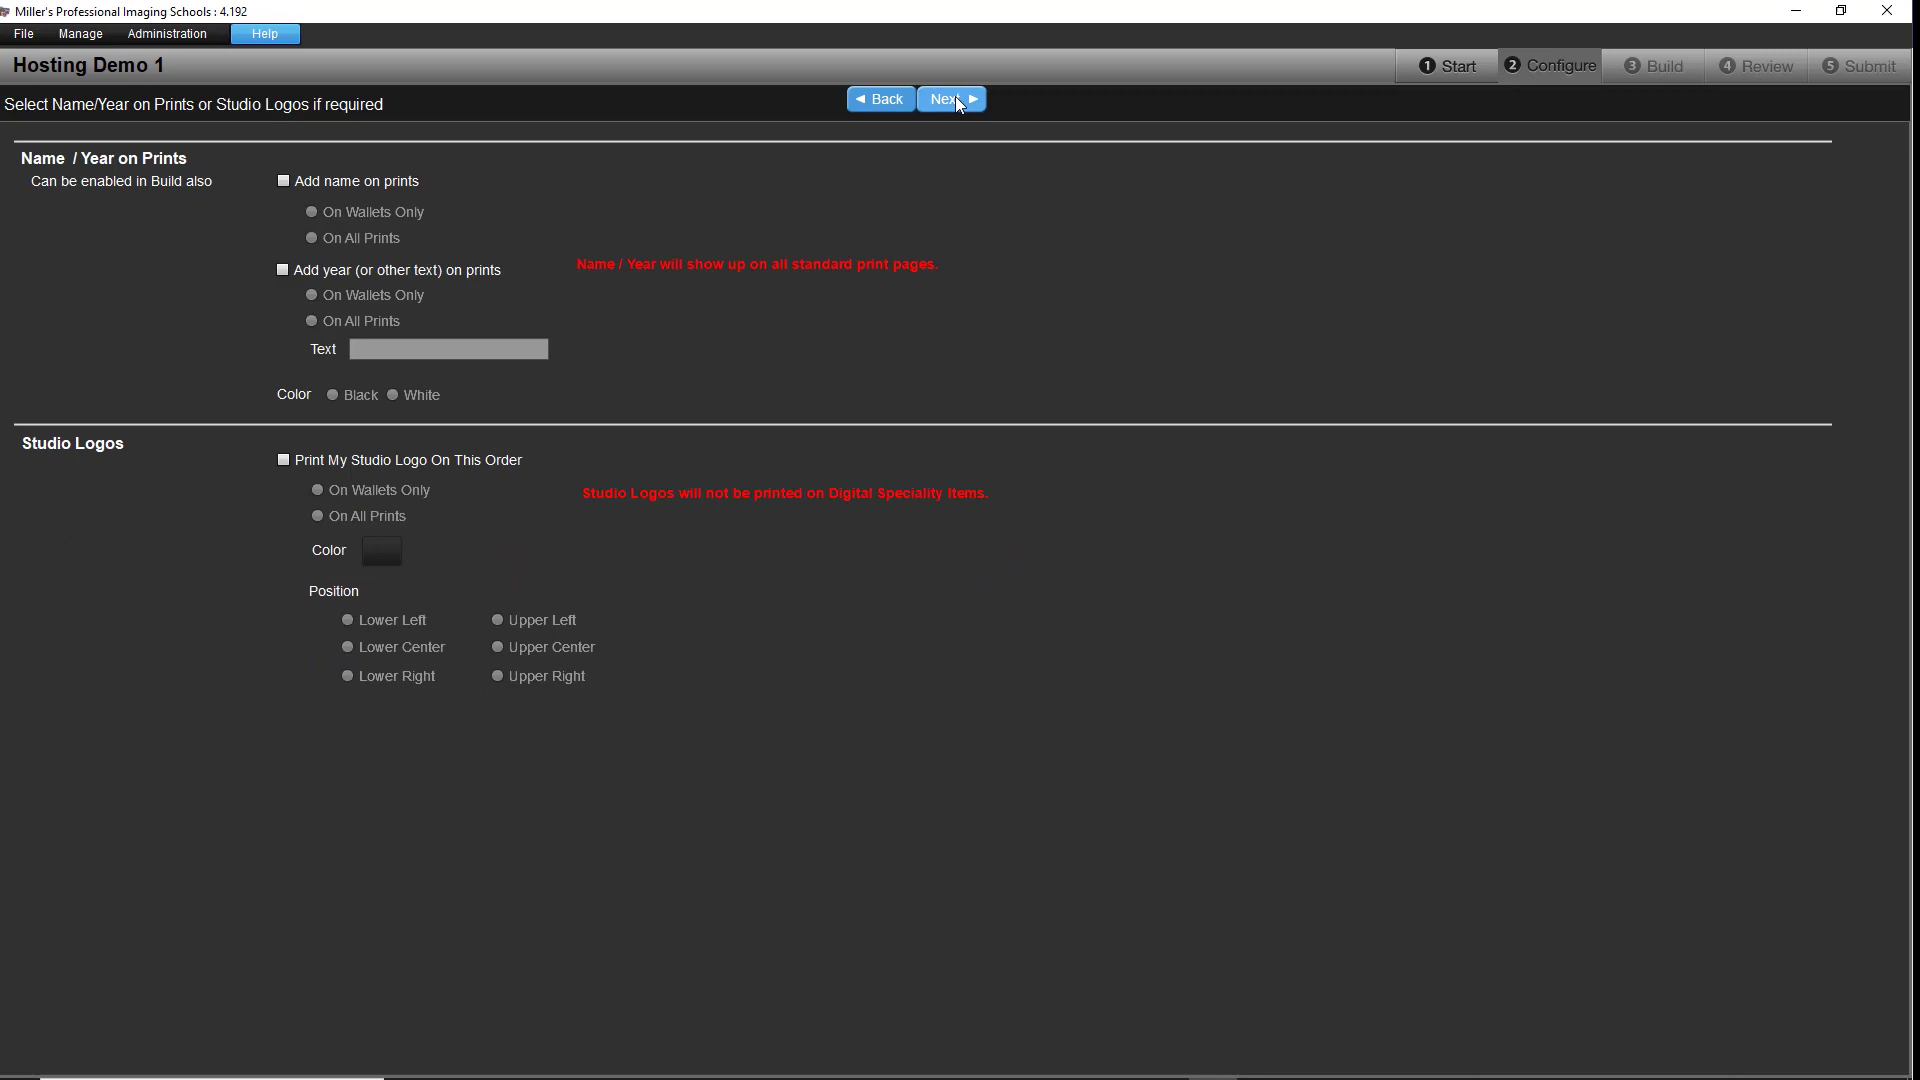 Miller's Professional Imaging Schools : 4.192
File Manage Administration Help
Hosting Demo 1
1 Start 2 Configure 3 Build 4 Review 5 Submit
Select Name/Year on Prints or Studio Logos if required
Back Next
Name / Year on Prints
Can be enabled in Build also
Add name on prints
On Wallets Only
On All Prints
Add year (or other text) on prints
Name / Year will show up on all standard print pages.
On Wallets Only
On All Prints
Text
Color Black White
Studio Logos
Print My Studio Logo On This Order
On Wallets Only
Studio Logos will not be printed on Digital Speciality Items.
On All Prints
Color
Position
Lower Left Upper Left
Lower Center Upper Center
Lower Right Upper Right